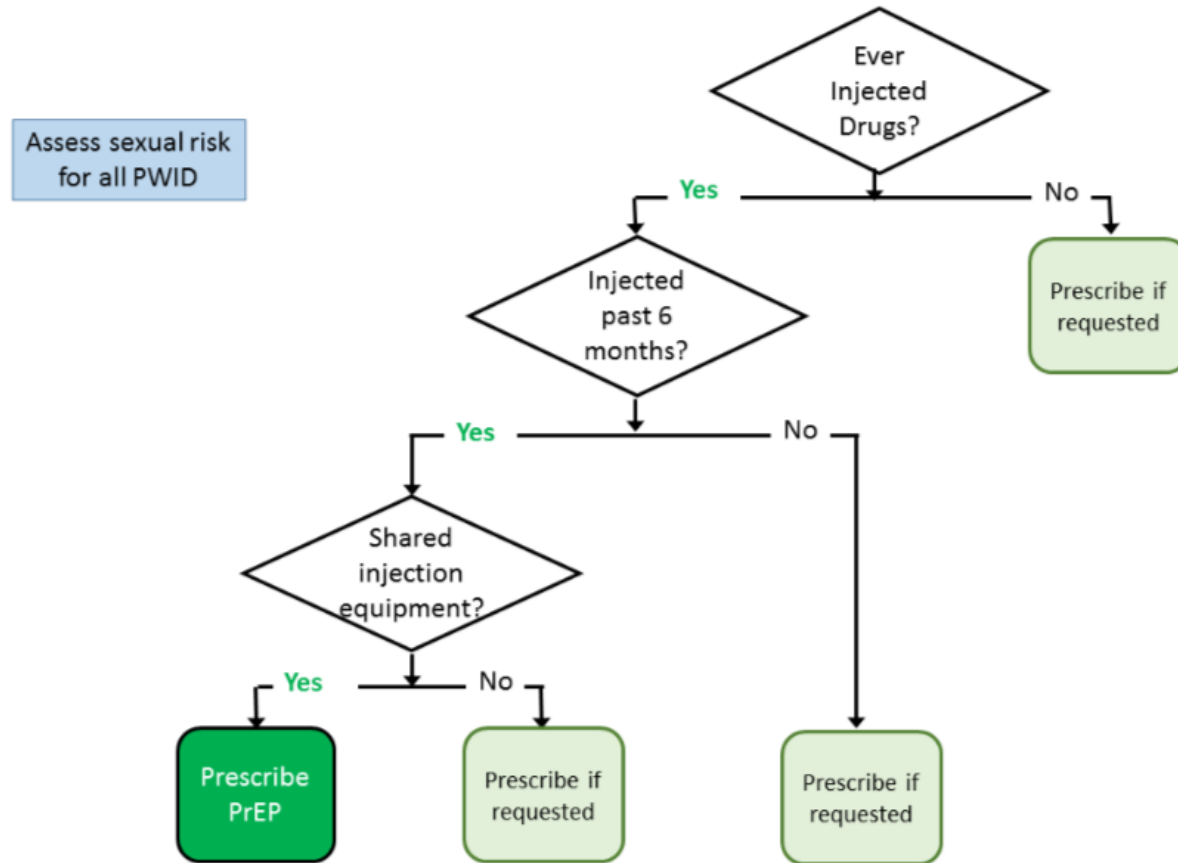 Ever
Injected
Drugs?
Assess sexual risk
for all PWID
Yes
No
Injected
past 6
months?
Prescribe if
requested
Yes
No
Shared
injection
equipment?
Yes
No
Prescribe
PrEP
Prescribe if
requested
Prescribe if
requested